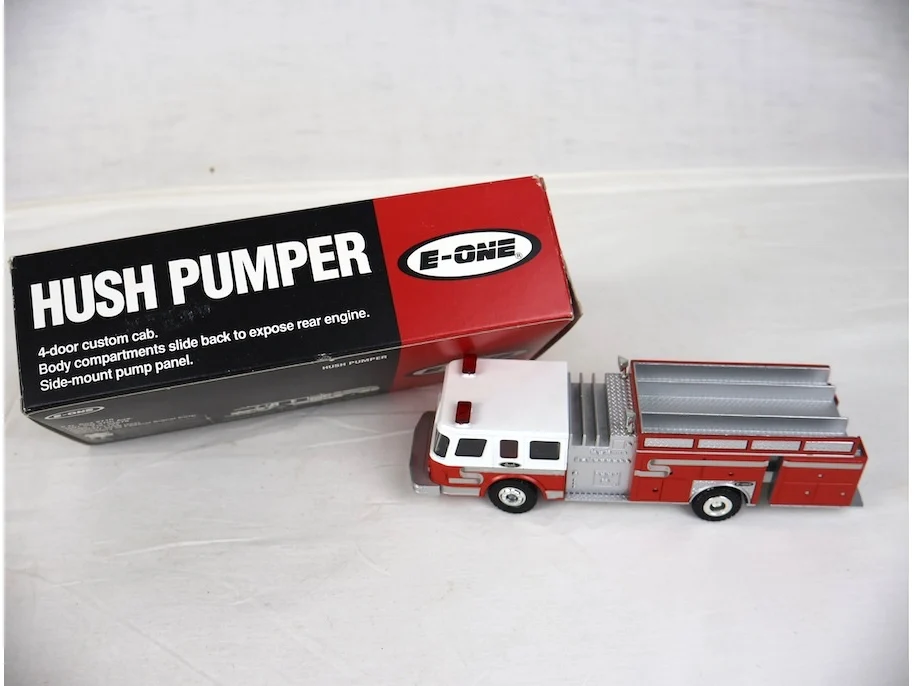 HUSH PUMPER
E-ONE®
4-door custom cab.
Body compartments slide back to expose rear engine.
Side-mount pump panel.
HUSH PUMPER
E-ONE